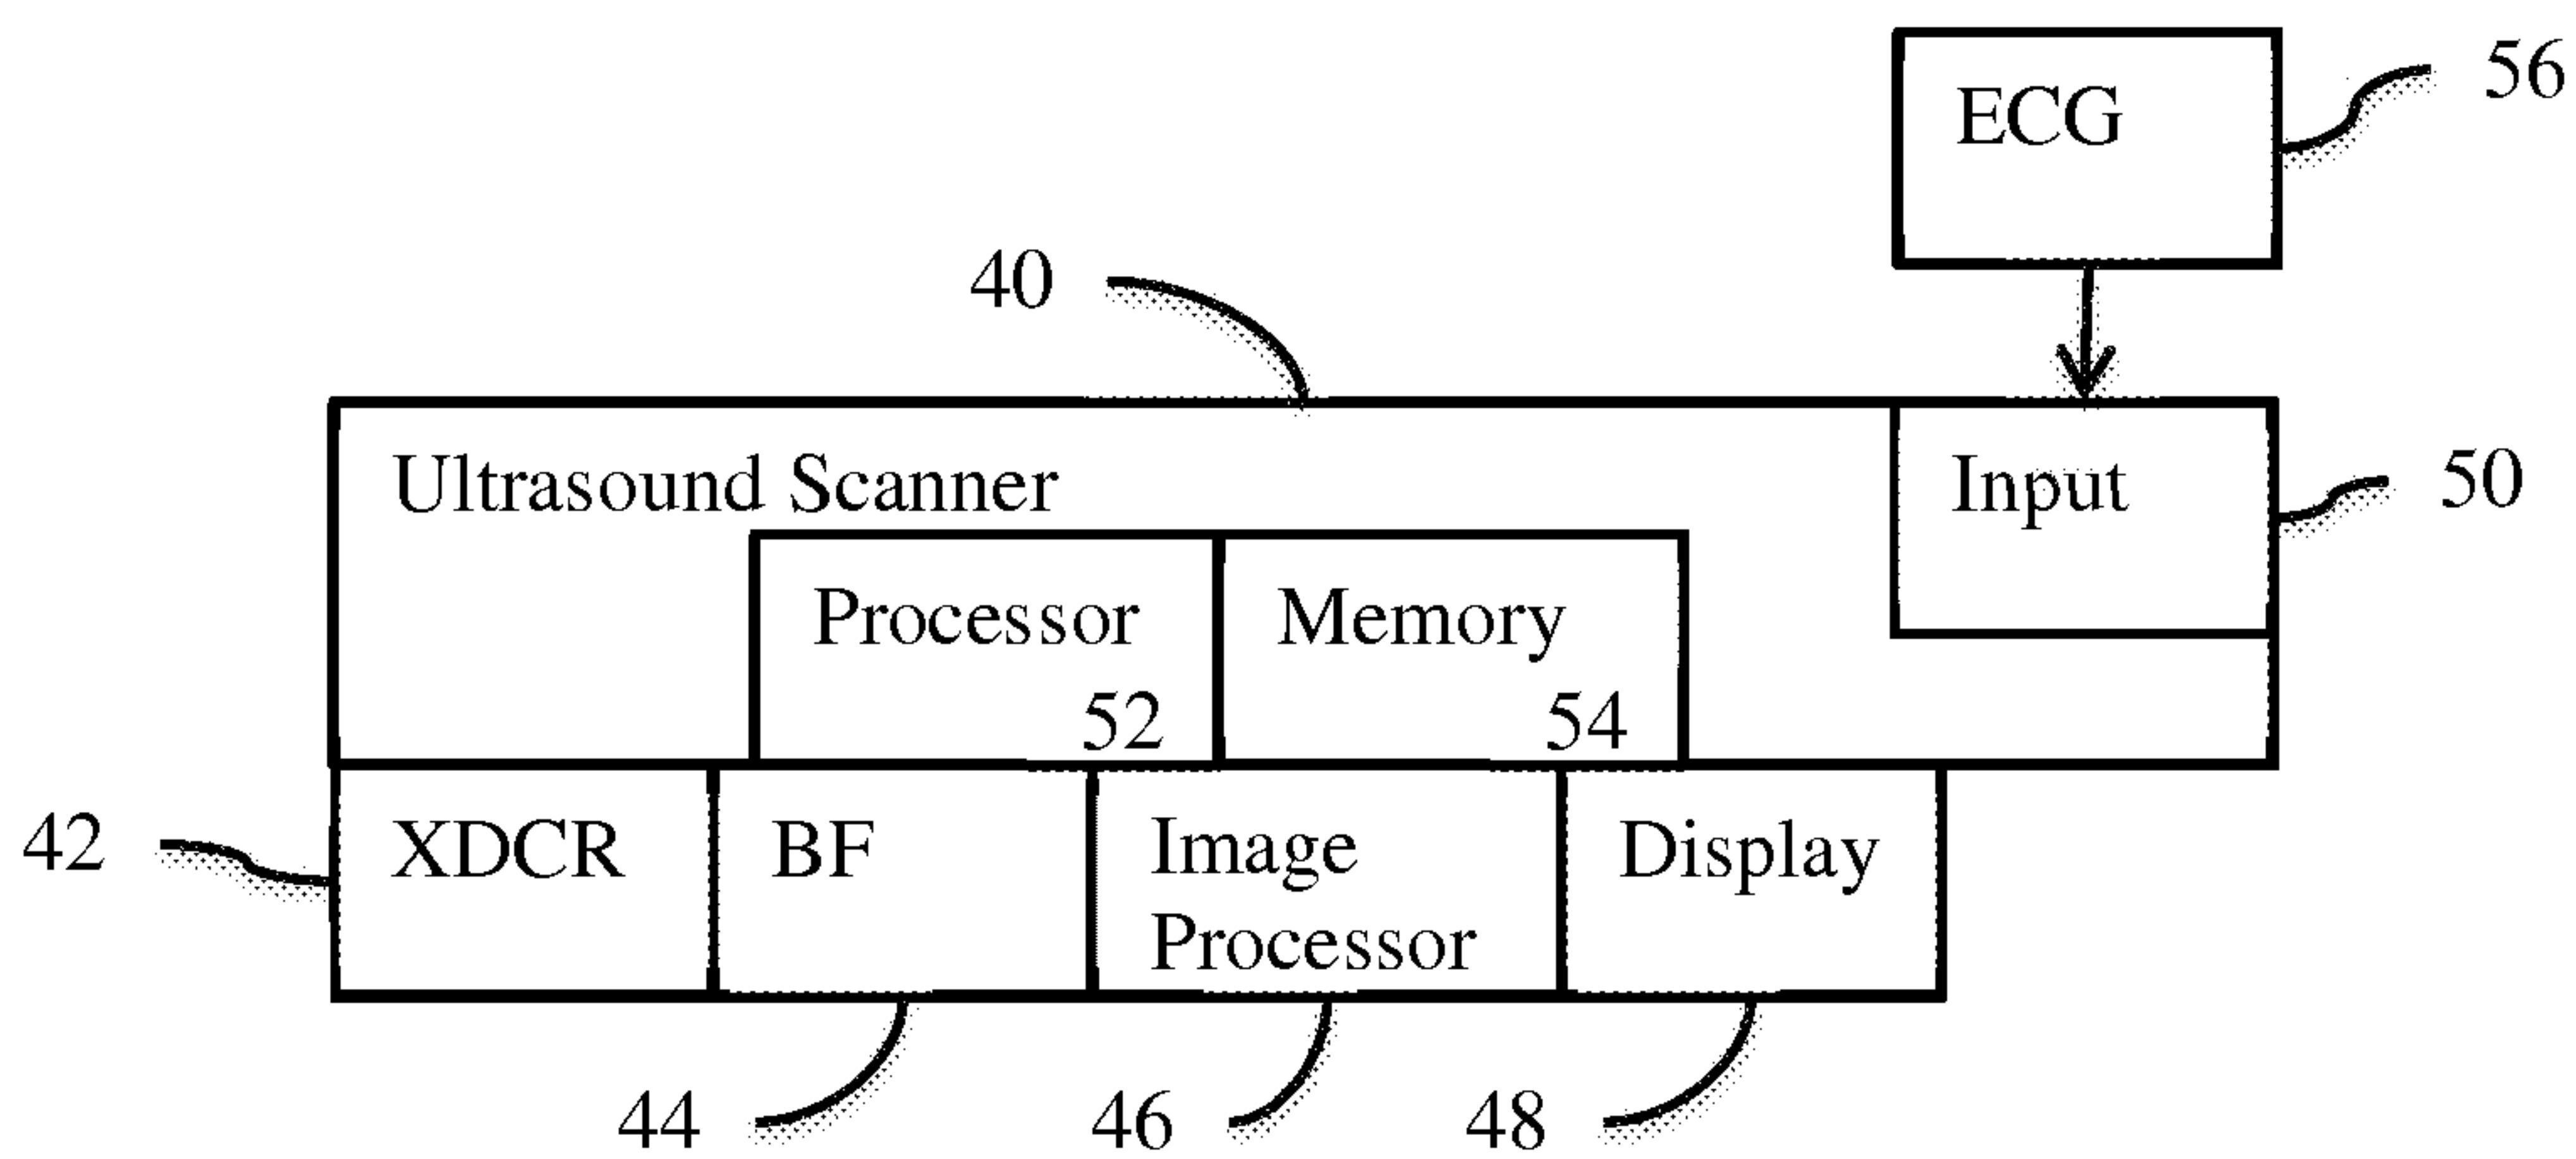 ECG
56
40
Ultrasound Scanner
Input
50
Processor
Memory
52
54
42
XDCR
BF
Image
Processor
Display
44
46
48